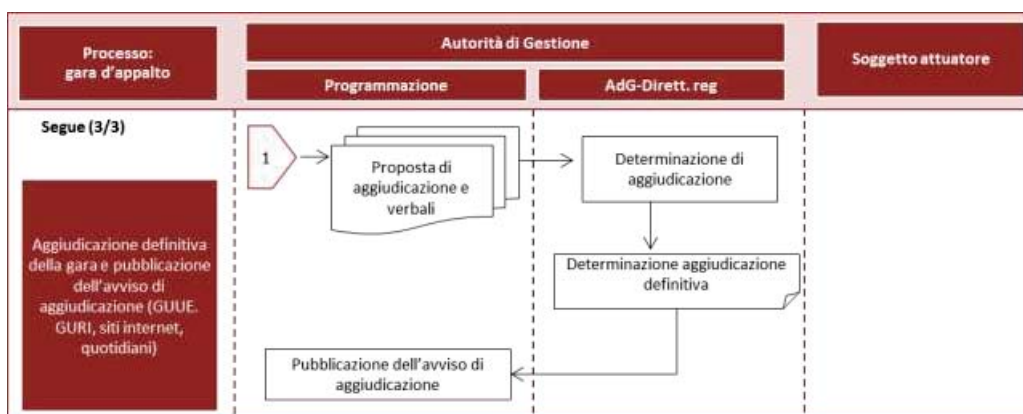 Processo:
gara d'appalto
Autorità di Gestione
Soggetto attuatore
Programmazione
AdG-Dirett. reg
Segue (3/3)
1
Proposta di
aggiudicazione e
verbali
Determinazione di
aggiudicazione
Aggiudicazione definitiva
della gara e pubblicazione
dell'avviso di
aggiudicazione (GUUE.
GURI, siti internet,
quotidiani)
Determinazione aggiudicazione
definitiva
Pubblicazione dell'avviso di
aggiudicazione